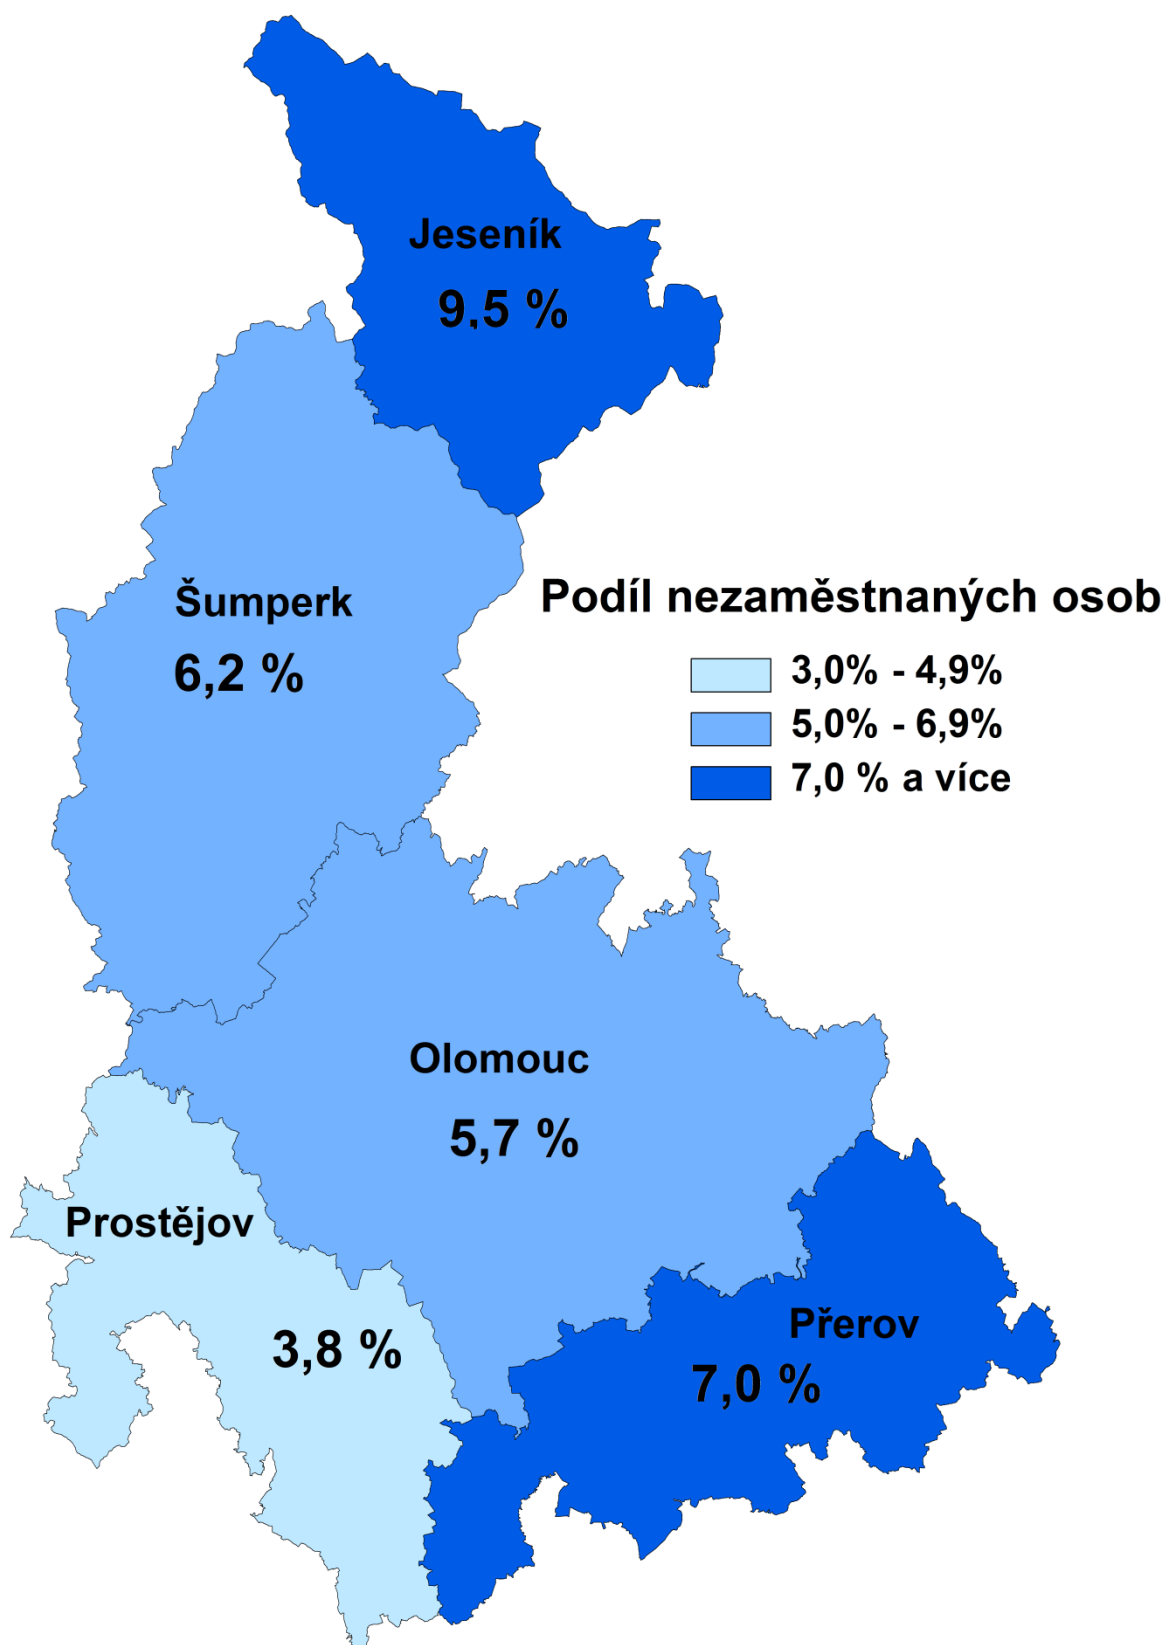 Jeseník
9,5 %
Šumperk
6,2 %
Podíl nezaměstnaných osob
3,0% - 4,9%
5,0% - 6,9%
7,0 % a více
Olomouc
5,7 %
Prostějov
3,8 %
Přerov
7,0 %